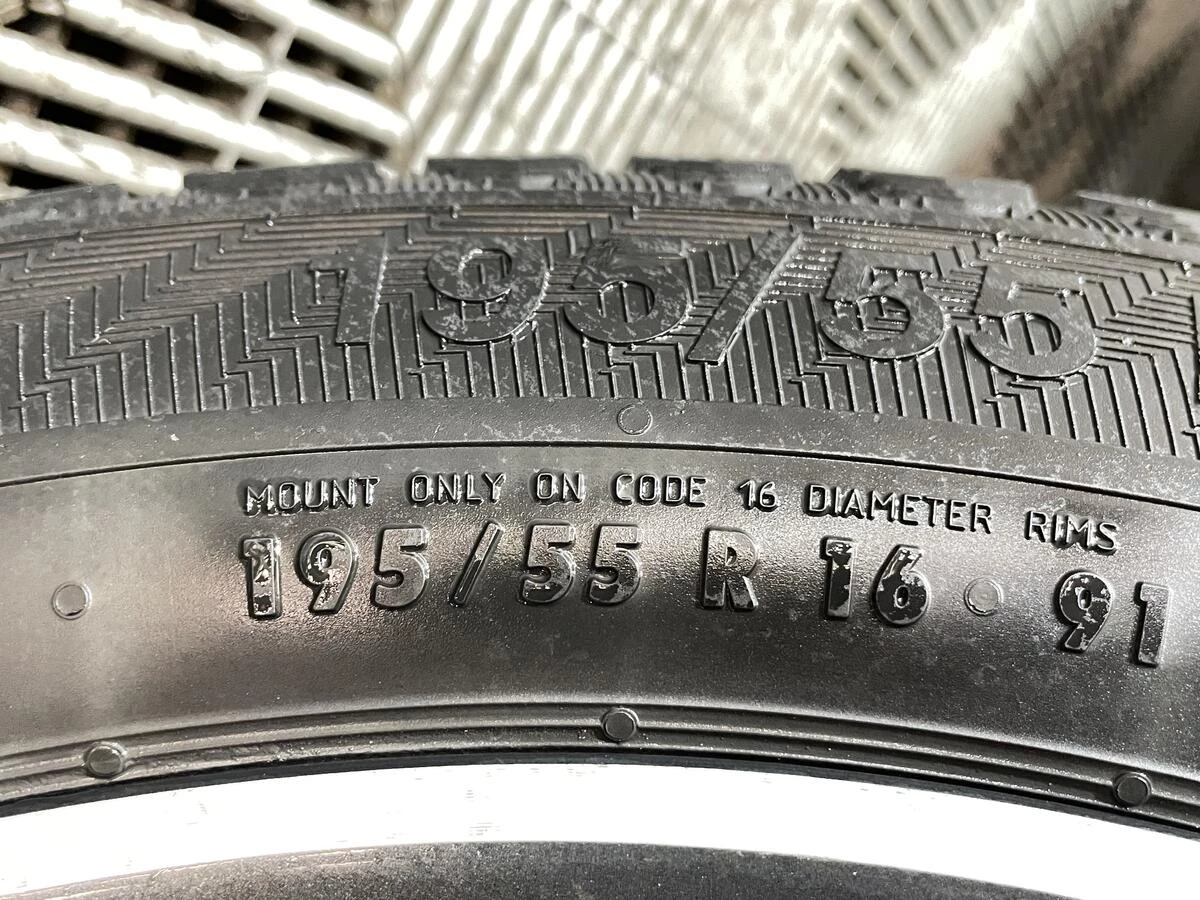 195/55
MOUNT ONLY ON CODE 16 DIAMETER RIMS
195/55 R 16 91